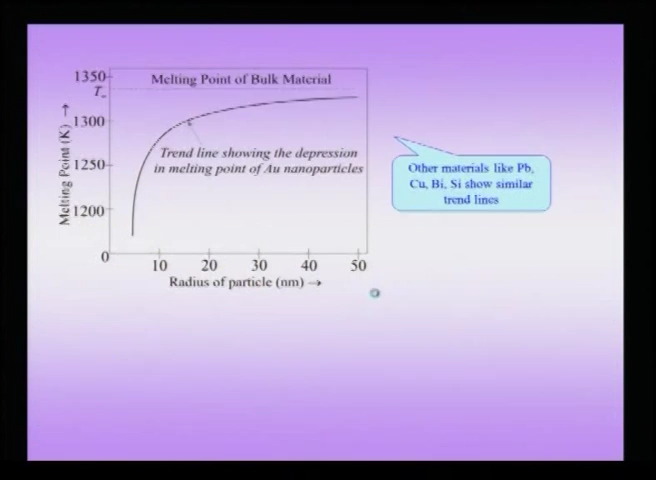 1350
Melting Point of Bulk Material
T∞
1300
Trend line showing the depression
in melting point of Au nanoparticles
1250
1200
0
Melting Point (K) →
10 20 30 40 50
Radius of particle (nm) →
Other materials like Pb,
Cu, Bi, Si show similar
trend lines